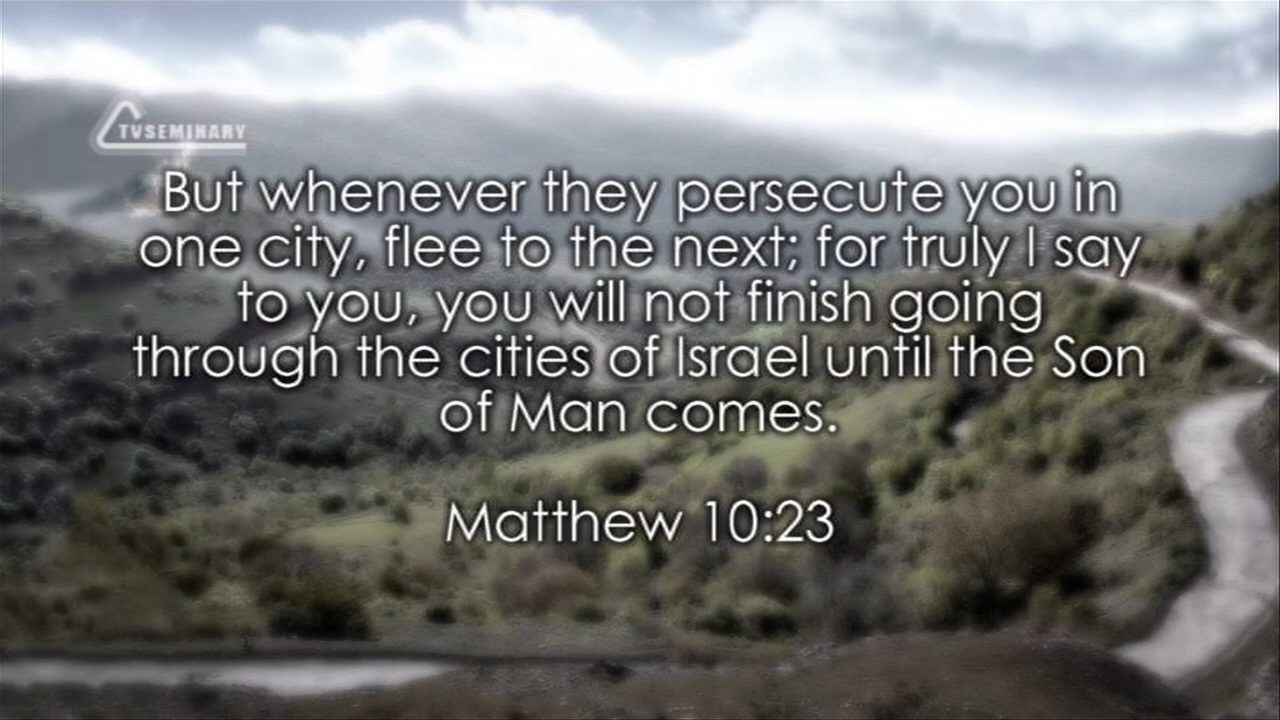 TVSEMINARY
But whenever they persecute you in
one city, flee to the next; for truly I say
to you, you will not finish going
through the cities of Israel until the Son
of Man comes.
Matthew 10:23